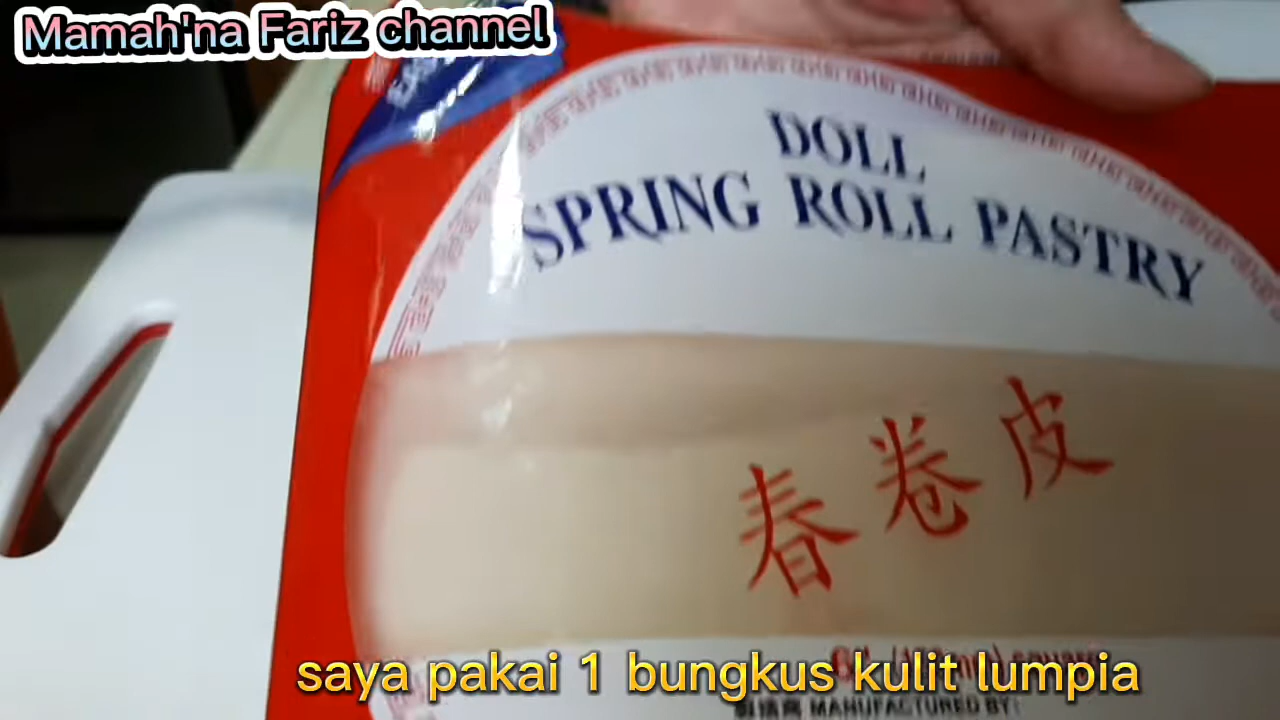 Mamah'na Fariz channel
DOLL
SPRING ROLL PASTRY
春卷皮
saya pakai 1 bungkus kulit lumpia
MANUFACTURED BY: